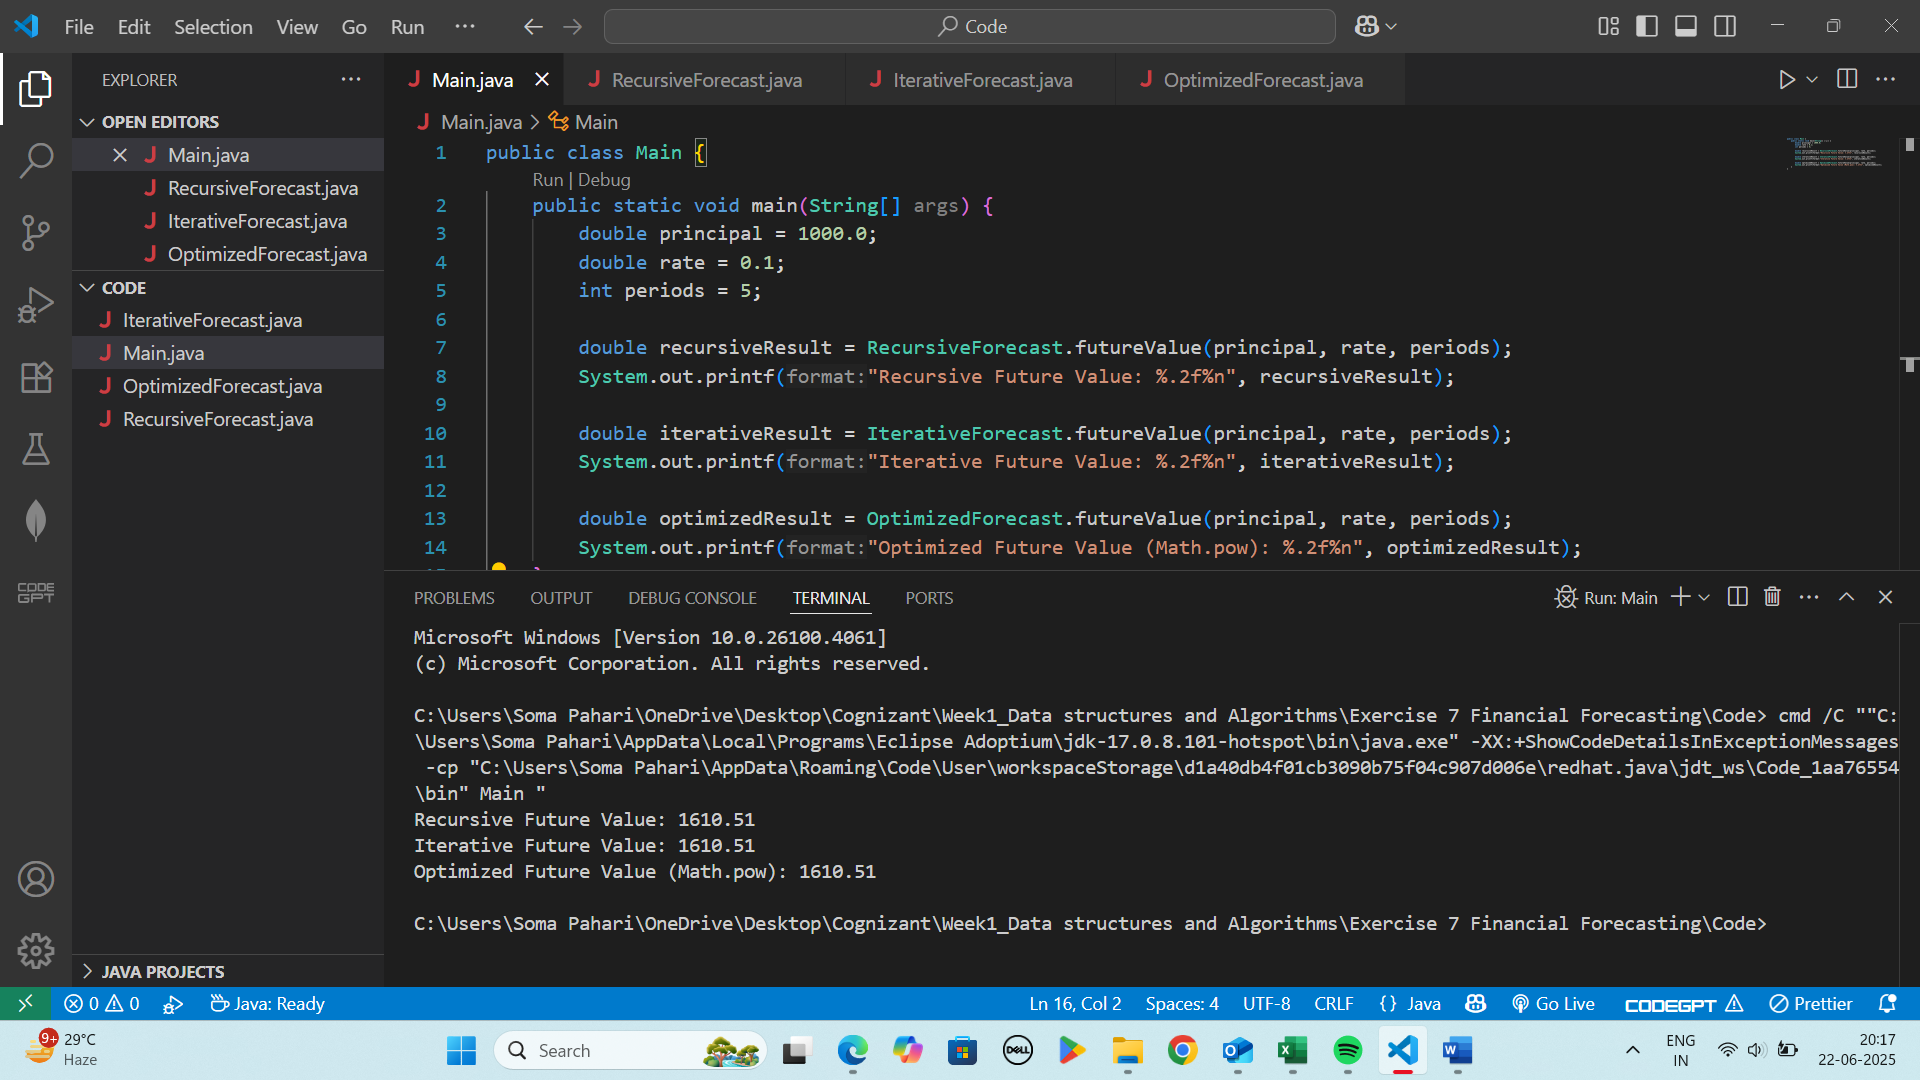 File Edit Selection View Go Run ··· Code
EXPLORER ···
OPEN EDITORS
Main.java
RecursiveForecast.java
IterativeForecast.java
OptimizedForecast.java
CODE
IterativeForecast.java
Main.java
OptimizedForecast.java
RecursiveForecast.java
CODE
GPT
JAVA PROJECTS
Main.java RecursiveForecast.java IterativeForecast.java OptimizedForecast.java
Main.java > Main
1 public class Main {
Run | Debug
2 public static void main(String[] args) {
3 double principal = 1000.0;
4 double rate = 0.1;
5 int periods = 5;
6
7 double recursiveResult = RecursiveForecast.futureValue(principal, rate, periods);
8 System.out.printf(format:"Recursive Future Value: %.2f%n", recursiveResult);
9
10 double iterativeResult = IterativeForecast.futureValue(principal, rate, periods);
11 System.out.printf(format:"Iterative Future Value: %.2f%n", iterativeResult);
12
13 double optimizedResult = OptimizedForecast.futureValue(principal, rate, periods);
14 System.out.printf(format:"Optimized Future Value (Math.pow): %.2f%n", optimizedResult);
PROBLEMS OUTPUT DEBUG CONSOLE TERMINAL PORTS Run: Main
Microsoft Windows [Version 10.0.26100.4061]
(c) Microsoft Corporation. All rights reserved.
C:\Users\Soma Pahari\OneDrive\Desktop\Cognizant\Week1_Data structures and Algorithms\Exercise 7 Financial Forecasting\Code> cmd /C ""C:
\Users\Soma Pahari\AppData\Local\Programs\Eclipse Adoptium\jdk-17.0.8.101-hotspot\bin\java.exe" -XX:+ShowCodeDetailsInExceptionMessages
-cp "C:\Users\Soma Pahari\AppData\Roaming\Code\User\workspaceStorage\d1a40db4f01cb3090b75f04c907d006e\redhat.java\jdt_ws\Code_1aa76554
\bin" Main "
Recursive Future Value: 1610.51
Iterative Future Value: 1610.51
Optimized Future Value (Math.pow): 1610.51
C:\Users\Soma Pahari\OneDrive\Desktop\Cognizant\Week1_Data structures and Algorithms\Exercise 7 Financial Forecasting\Code>
0 0 Java: Ready Ln 16, Col 2 Spaces: 4 UTF-8 CRLF {} Java Go Live CODEGPT Prettier
9+ 29°C
Haze
Search
DELL
ENG
IN
20:17
22-06-2025